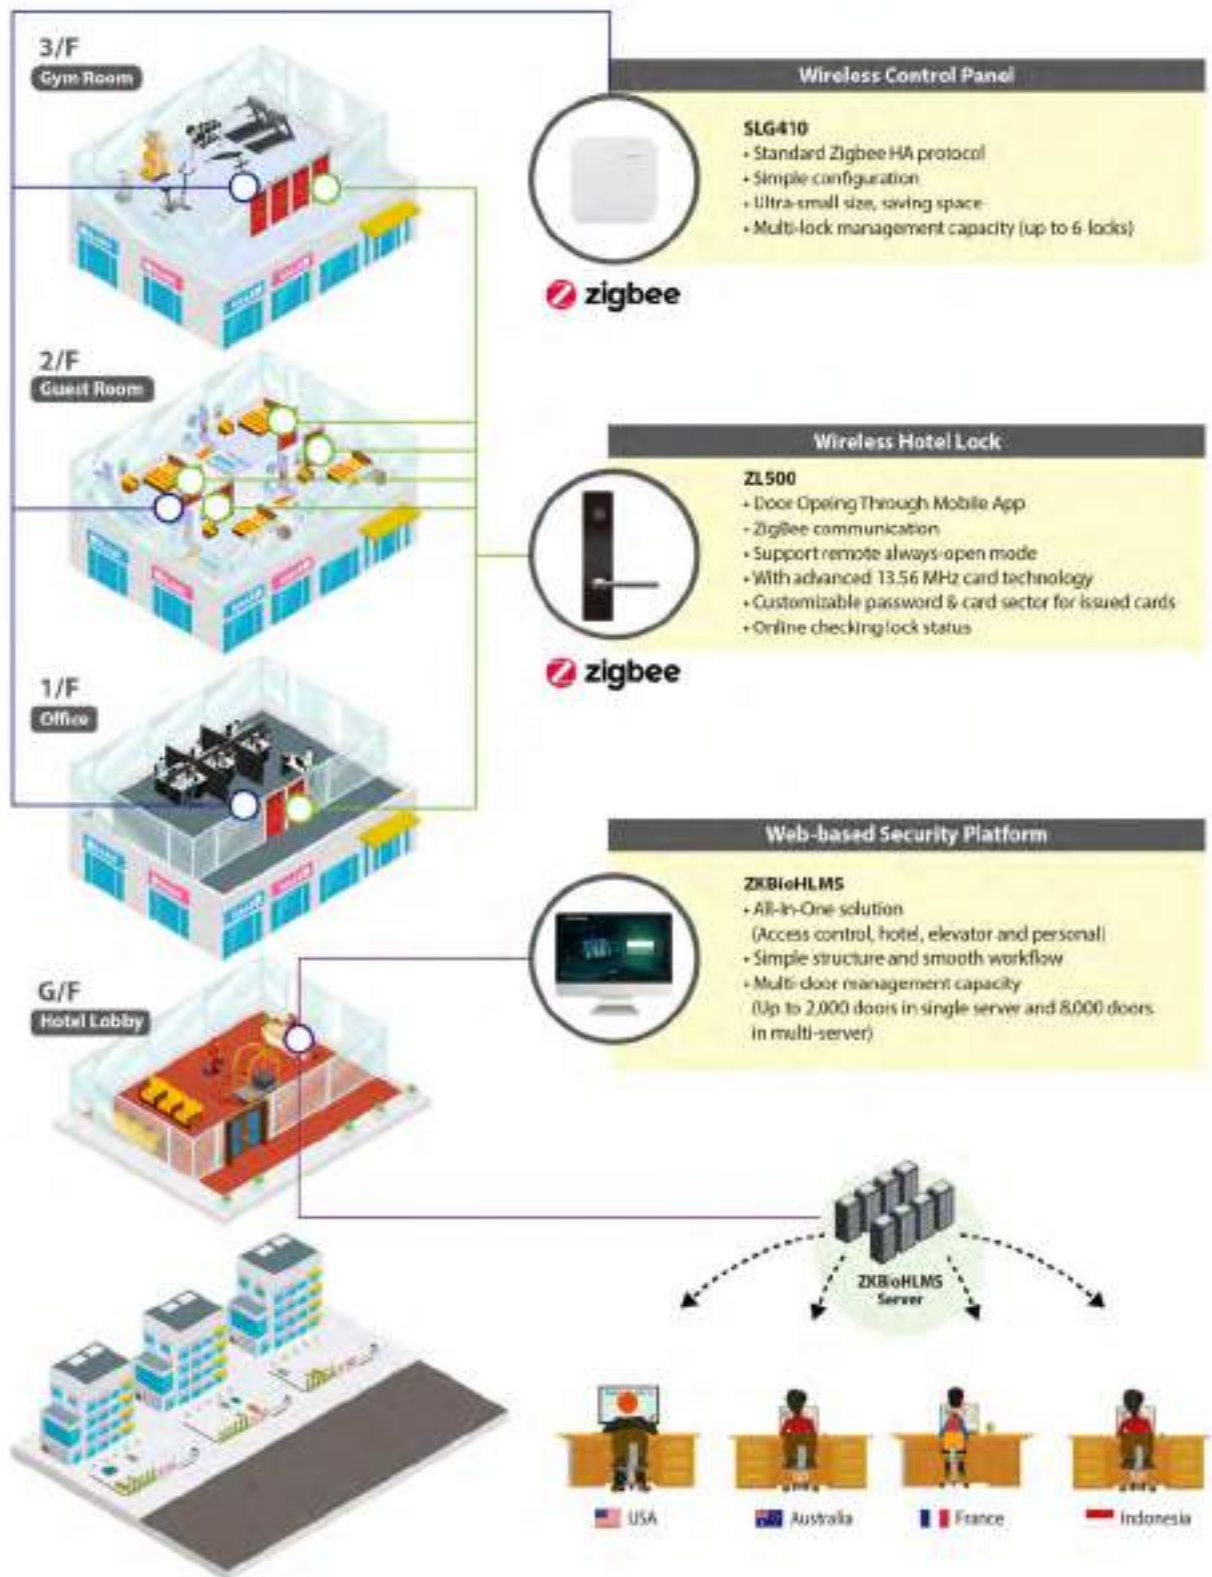 3/F
Gym Room
Wireless Control Panel
SLG410
• Standard Zigbee HA protocol
• Simple configuration
• Ultra-small size, saving space
• Multi-lock management capacity (up to 6 locks)
zigbee
2/F
Guest Room
Wireless Hotel Lock
ZL500
• Door Opeing Through Mobile App
• ZigBee communication
• Support remote always-open mode
• With advanced 13.56 MHz card technology
• Customizable password & card sector for issued cards
• Online checking lock status
zigbee
1/F
Office
Web-based Security Platform
ZKBioHLMS
• All-In-One solution
(Access control, hotel, elevator and personal)
• Simple structure and smooth workflow
• Multi-door management capacity
(Up to 2,000 doors in single server and 8,000 doors
in multi-server)
G/F
Hotel Lobby
ZKBioHLMS
Server
USA
Australia
France
Indonesia